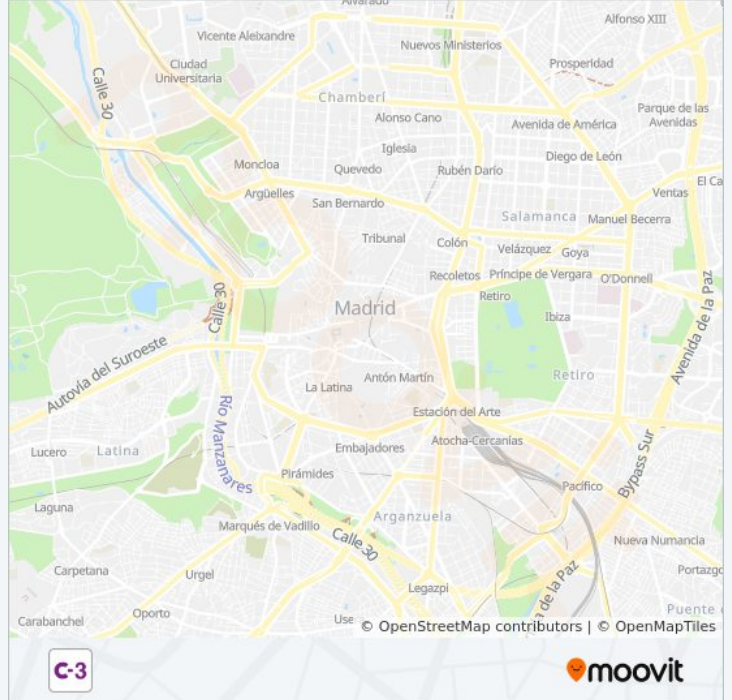 Alvarado
Alfonso XIII
Vicente Aleixandre
Nuevos Ministerios
Ciudad
Universitaria
Prosperidad
Calle 30
Chamberí
Parque de las
Avenidas
Alonso Cano
Avenida de América
Iglesia
Diego de León
Moncloa
Quevedo
Rubén Darío
El Ca
Argüelles
Ventas
San Bernardo
Salamanca
Manuel Becerra
Tribunal
Colón
Velázquez
Goya
Recoletos
Príncipe de Vergara
O'Donnell
Retiro
Calle 30
Madrid
Ibiza
Avenida de la Paz
Autovía del Suroeste
Retiro
Antón Martín
La Latina
Estación del Arte
Río Manzanares
Atocha-Cercanías
Lucero
Latina
Embajadores
Bypass Sur
Pirámides
Pacífico
Laguna
Arganzuela
Marqués de Vadillo
Calle 30
Nueva Numancia
Carpetana
Urgel
Portazgo
Legazpi
a de la Paz
Oporto
Puente
Carabanchel
Use
© OpenStreetMap contributors | © OpenMapTiles
C-3
moovit